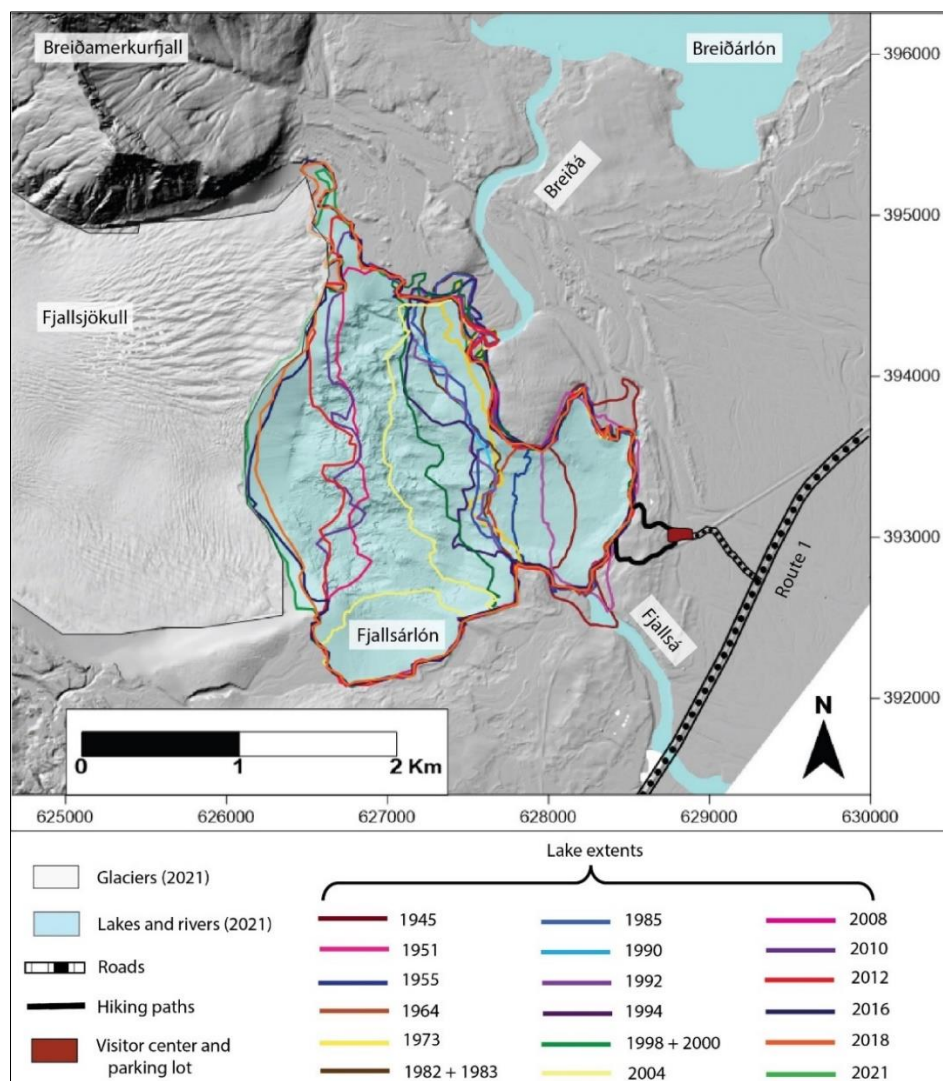 Breiðamerkurfjall
Breiðárlón
396000
Breiðá
395000
Fjallsjökull
394000
393000
Route 1
Fjallsárlón
Fjallsá
392000
N
0 1 2 Km
625000 626000 627000 628000 629000 630000
Lake extents
Glaciers (2021)
Lakes and rivers (2021)
Roads
Hiking paths
Visitor center and
parking lot
1945
1951
1955
1964
1973
1982 + 1983
1985
1990
1992
1994
1998 + 2000
2004
2008
2010
2012
2016
2018
2021